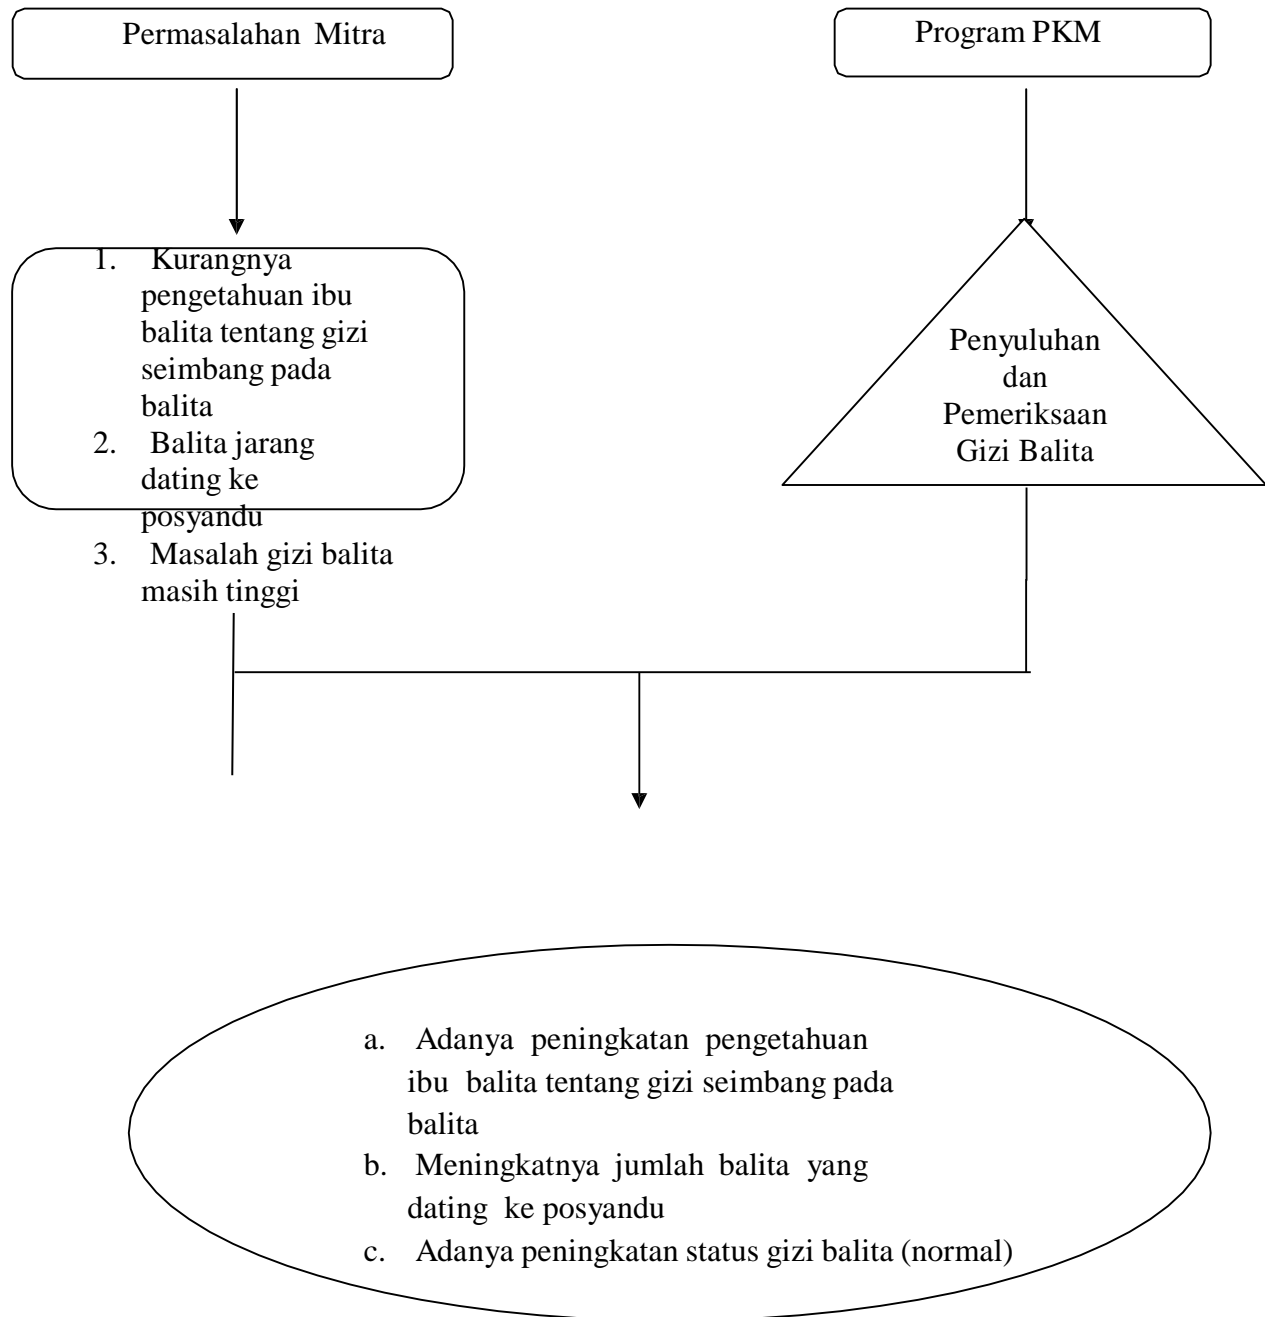 Permasalahan Mitra
Program PKM
1. Kurangnya
pengetahuan ibu
balita tentang gizi
seimbang pada
balita
2. Balita jarang
dating ke
posyandu
3. Masalah gizi balita
masih tinggi
Penyuluhan
dan
Pemeriksaan
Gizi Balita
a. Adanya peningkatan pengetahuan
ibu balita tentang gizi seimbang pada
balita
b. Meningkatnya jumlah balita yang
dating ke posyandu
c. Adanya peningkatan status gizi balita (normal)